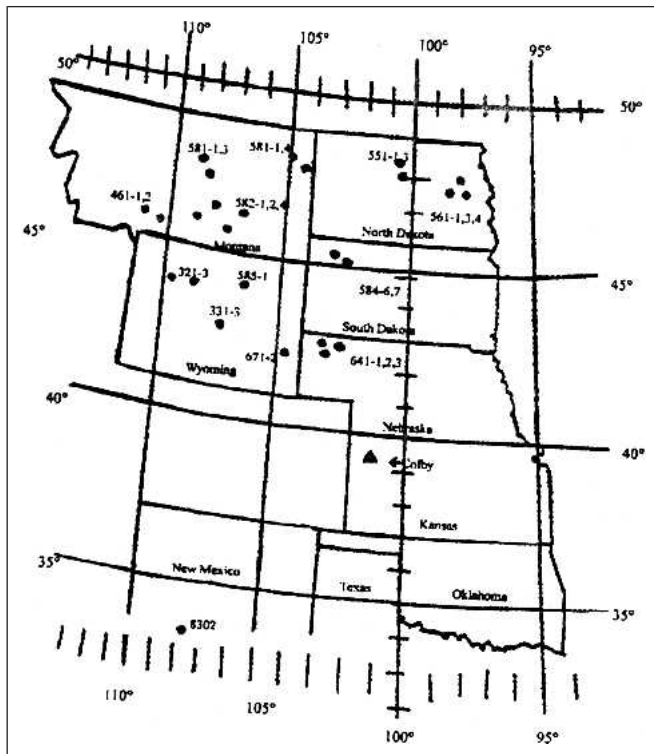 110°
105°
100°
95°
50°
50°
581-1,3
581-1,4
551-1,3
461-1,2
582-1,2,4
561-1,3,4
45°
North Dakota
Montana
321-3
585-1
45°
584-6,7
331-3
South Dakota
671-2
641-1,2,3
Wyoming
40°
Nebraska
Colby
40°
Kansas
35°
New Mexico
Texas
Oklahoma
35°
8302
110°
105°
100°
95°